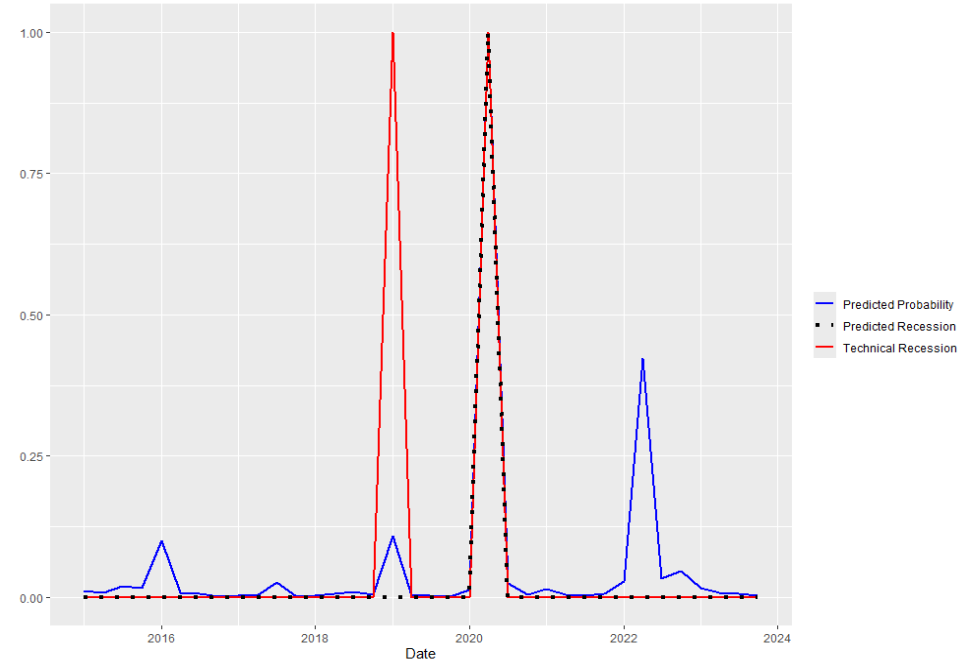 1.00
0.75
0.50
0.25
0.00
2016
2018
2020
2022
2024
Date
Predicted Probability
Predicted Recession
Technical Recession